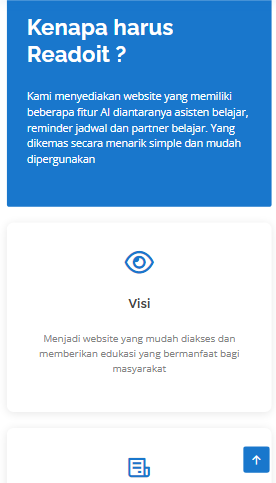 Kenapa harus
Readoit ?
Kami menyediakan website yang memiliki
beberapa fitur AI diantaranya asisten belajar,
reminder jadwal dan partner belajar. Yang
dikemas secara menarik simple dan mudah
dipergunakan
Visi
Menjadi website yang mudah diakses dan
memberikan edukasi yang bermanfaat bagi
masyarakat